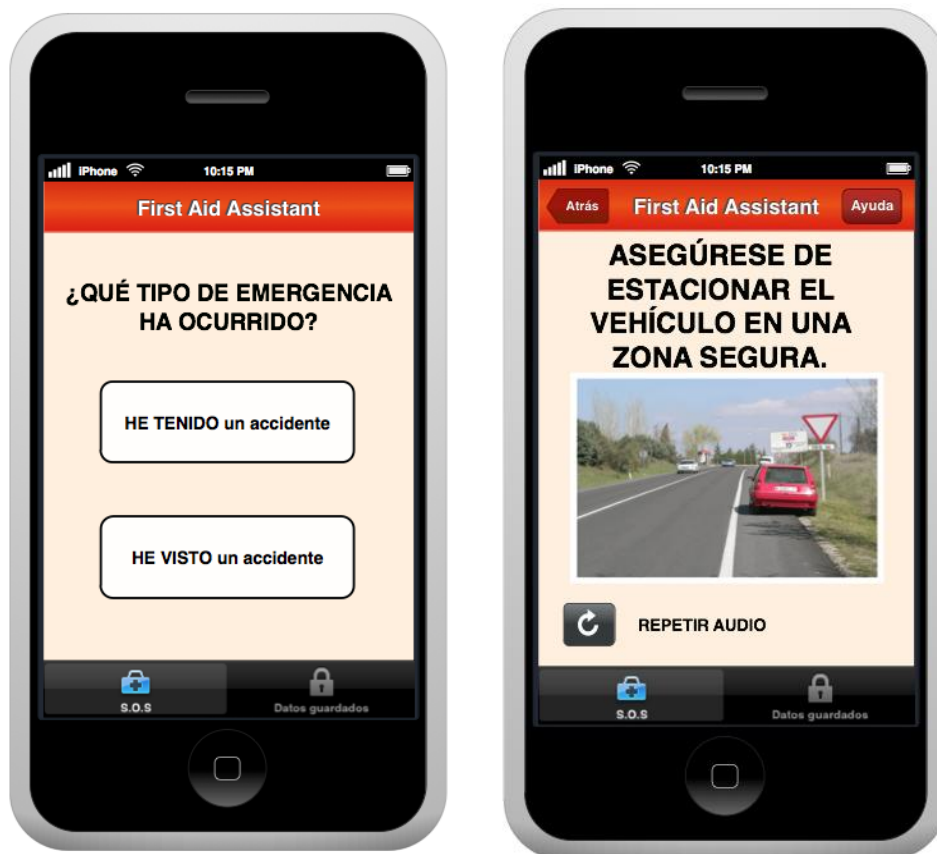 iPhone 10:15 PM
First Aid Assistant
¿QUÉ TIPO DE EMERGENCIA
HA OCURRIDO?
HE TENIDO un accidente
HE VISTO un accidente
S.O.S Datos guardados
iPhone 10:15 PM
Atrás First Aid Assistant Ayuda
ASEGÚRESE DE
ESTACIONAR EL
VEHÍCULO EN UNA
ZONA SEGURA.
REPETIR AUDIO
S.O.S Datos guardados